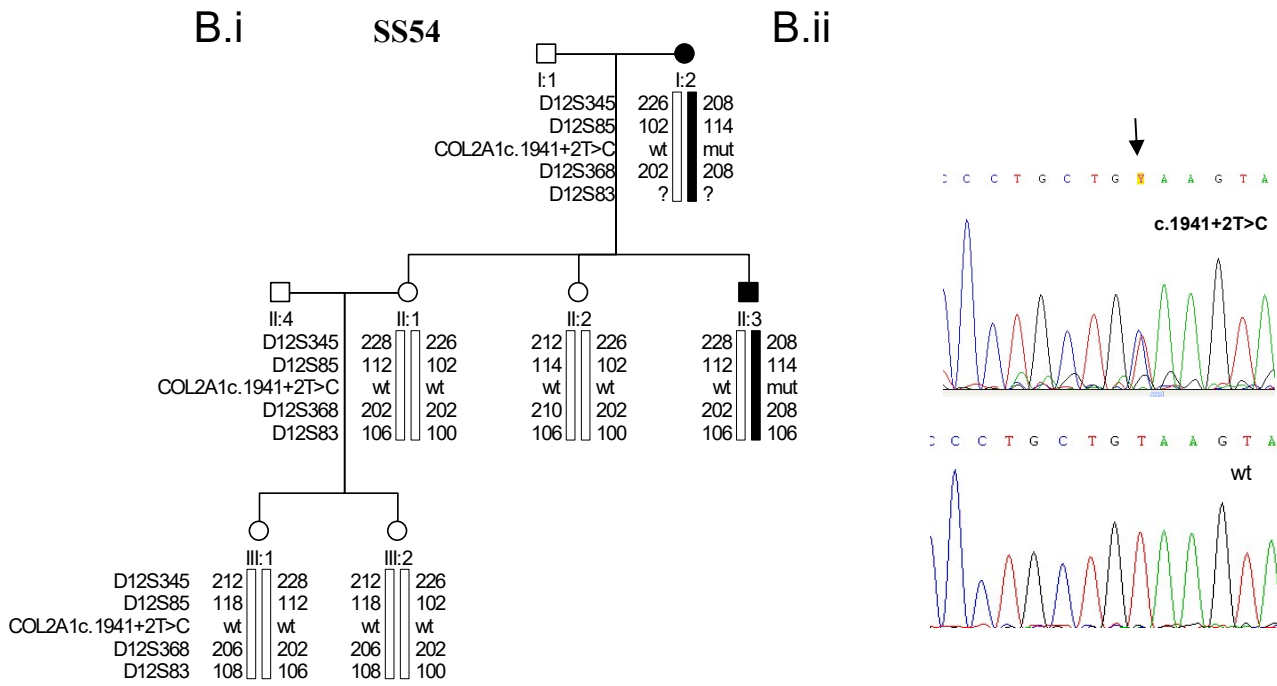 B.i SS54 B.ii
I:1 I:2
D12S345 226 208
D12S85 102 114
COL2A1c.1941+2T>C wt mut
D12S368 202 208
D12S83 ? ?
C C C T G C T G Y A A G T A
c.1941+2T>C
II:4 II:1 II:2 II:3
D12S345 228 226 212 226 228 208
D12S85 112 102 114 102 112 114
COL2A1c.1941+2T>C wt wt wt wt wt mut
D12S368 202 202 210 202 202 208
D12S83 106 100 106 100 106 106
C C C T G C T G T A A G T A
wt
III:1 III:2
D12S345 212 228 212 226
D12S85 118 112 118 102
COL2A1c.1941+2T>C wt wt wt wt
D12S368 206 202 206 202
D12S83 108 106 108 100